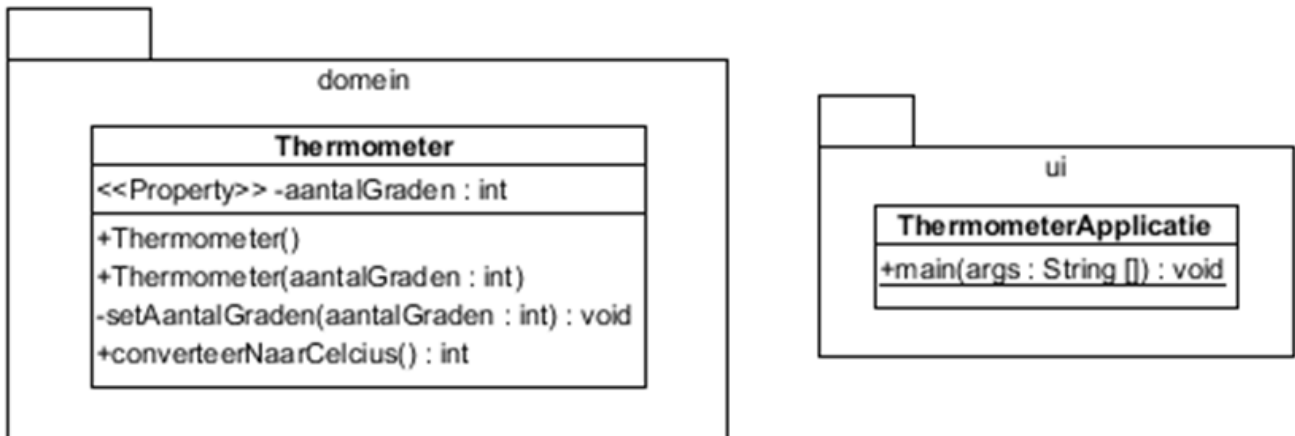 domein
Thermometer
<<Property>> -aantalGraden : int
+Thermometer()
+Thermometer(aantalGraden : int)
-setAantalGraden(aantalGraden : int) : void
+converteerNaarCelcius() : int
ui
ThermometerApplicatie
+main(args : String []) : void